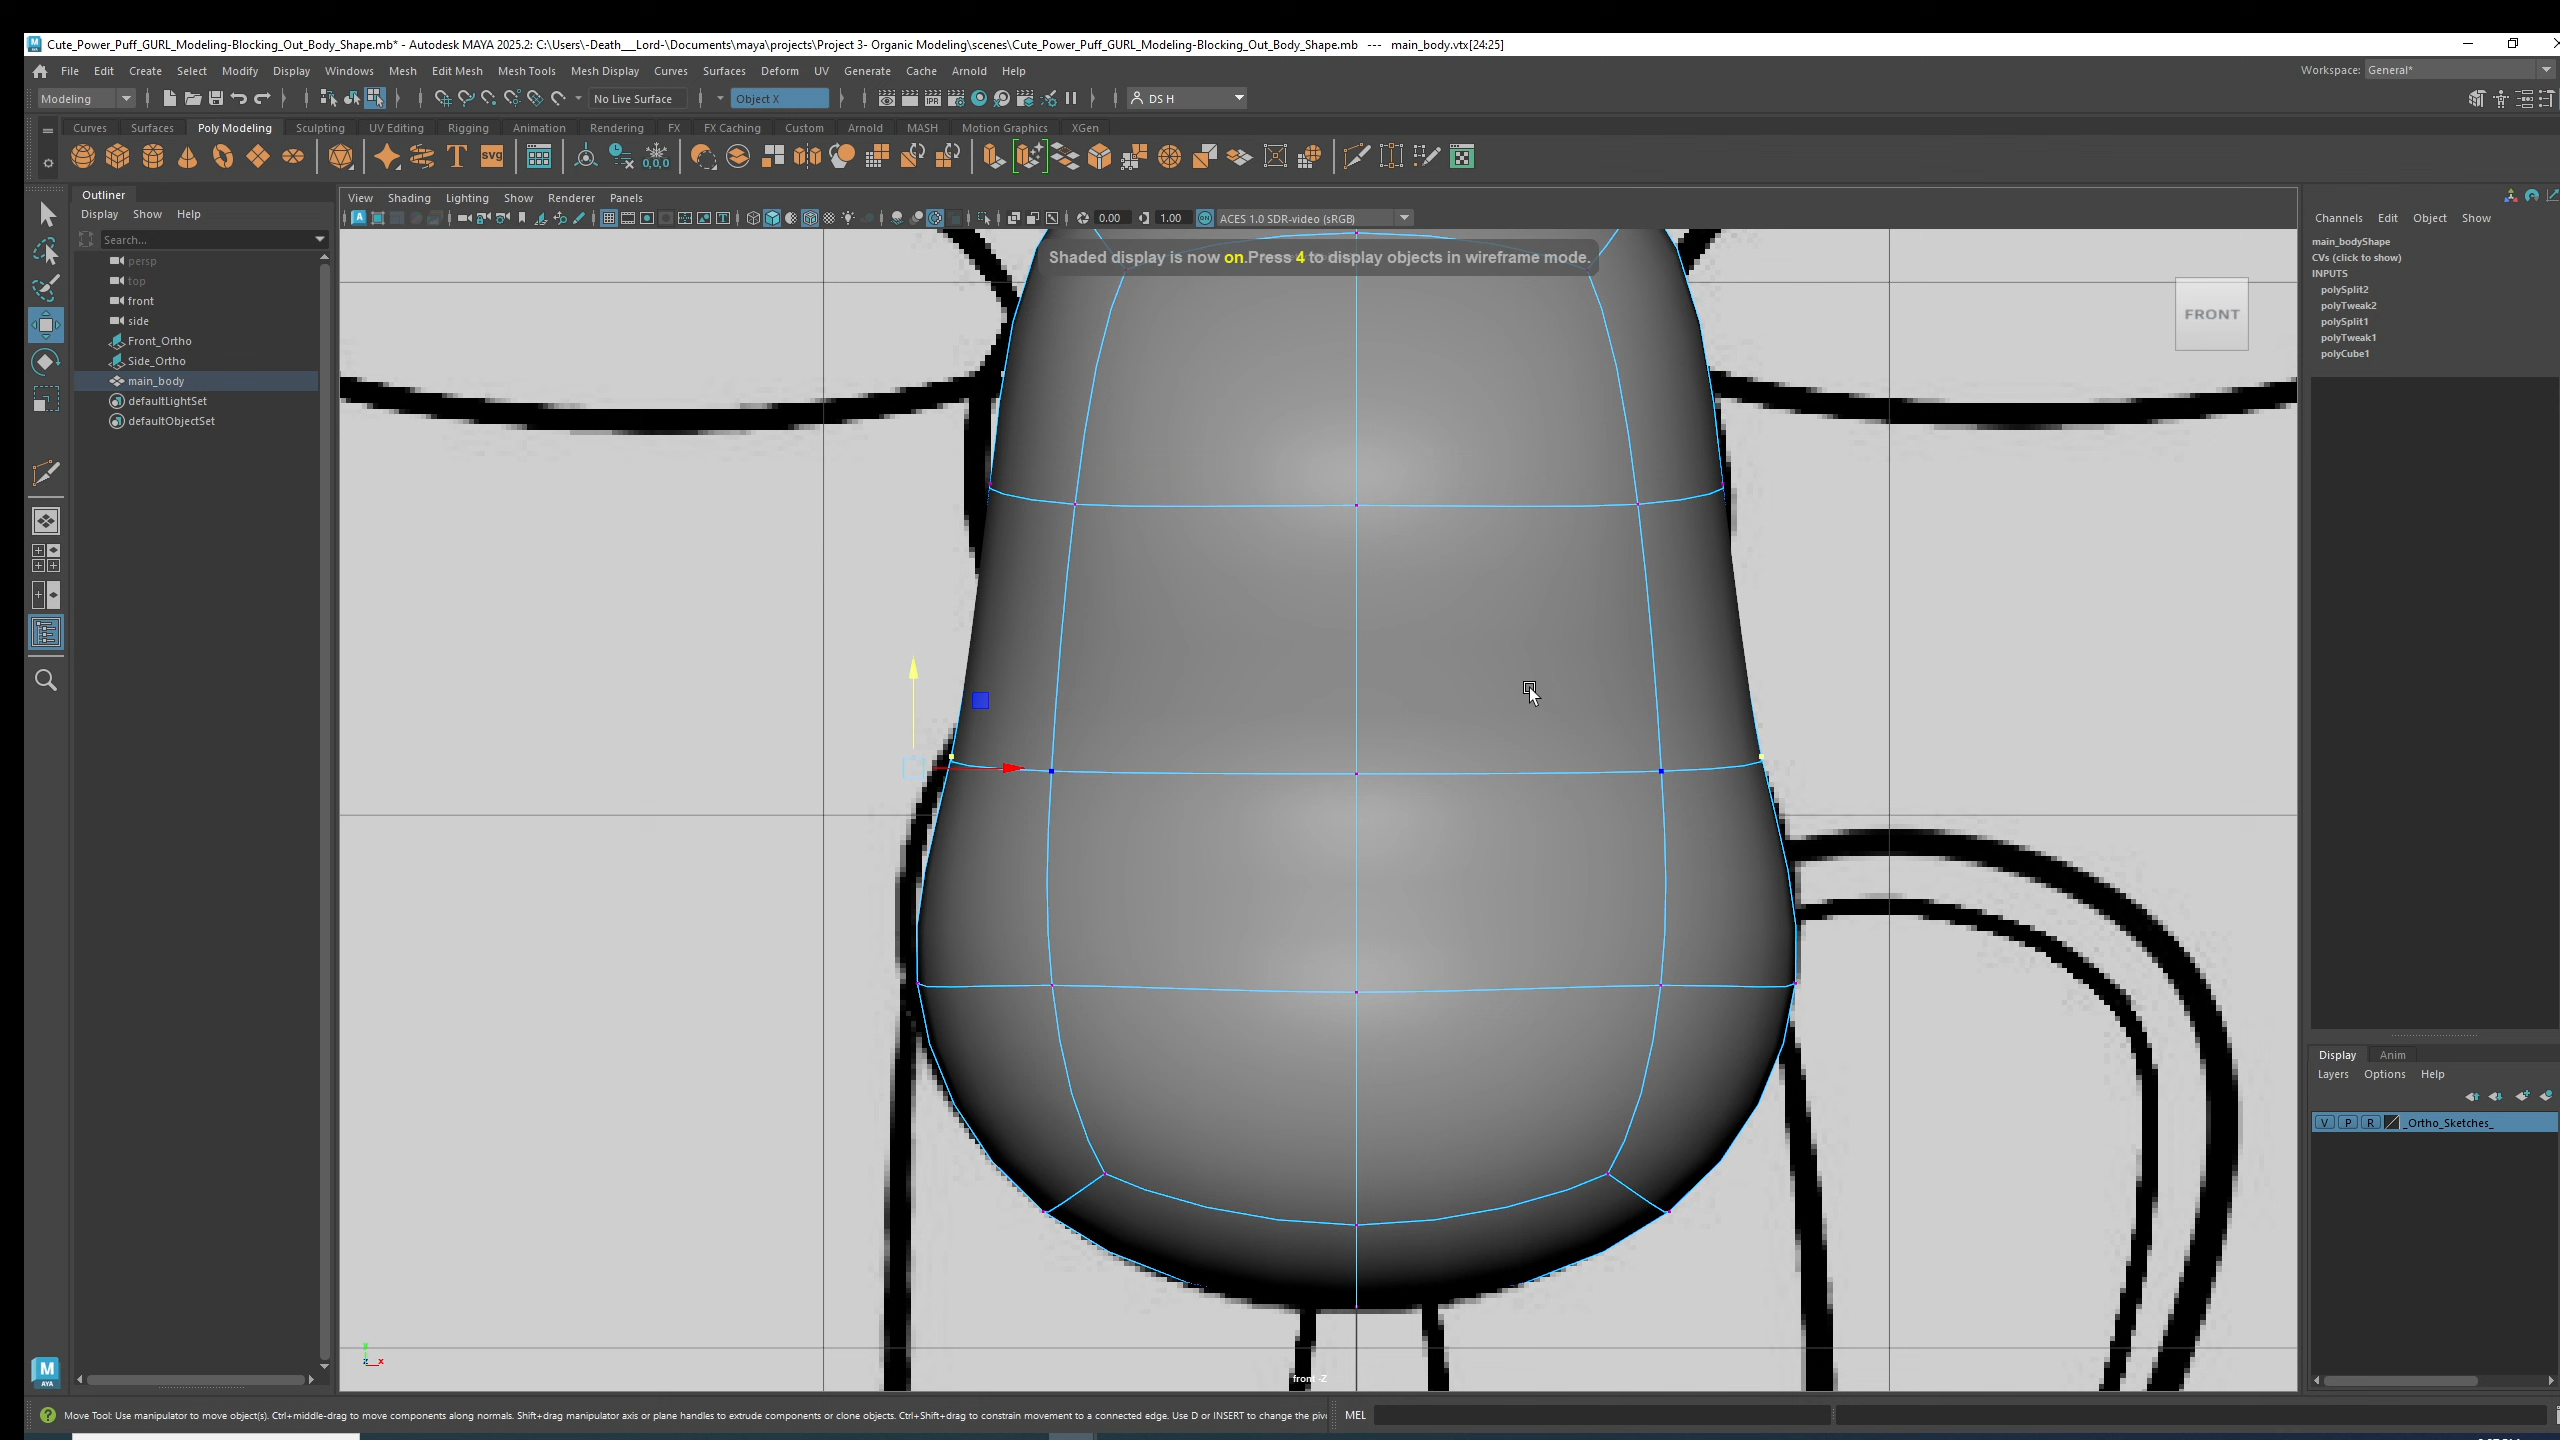 Cute_Power_Puff_GURL_Modeling-Blocking_Out_Body_Shape.mb* - Autodesk MAYA 2025.2: C:\Users\-Death__Lord-\Documents\maya\projects\Project 3- Organic Modeling\scenes\Cute_Power_Puff_GURL_Modeling-Blocking_Out_Body_Shape.mb --- main_body.vtx[24:25]
File Edit Create Select Modify Display Windows Mesh Edit Mesh Mesh Tools Mesh Display Curves Surfaces Deform UV Generate Cache Arnold Help
Workspace: General*
Modeling No Live Surface Object X IPR DS H
Curves Surfaces Poly Modeling Sculpting UV Editing Rigging Animation Rendering FX FX Caching Custom Arnold MASH Motion Graphics XGen
T SVG 0,0,0
Outliner
Display Show Help
Search...
persp
top
front
side
Front_Ortho
Side_Ortho
main_body
defaultLightSet
defaultObjectSet
View Shading Lighting Show Renderer Panels
0.00 1.00 ON ACES 1.0 SDR-video (sRGB)
Shaded display is now on.Press 4 to display objects in wireframe mode.
FRONT
front -Z
Channels Edit Object Show
main_bodyShape
CVs (click to show)
INPUTS
polySplit2
polyTweak2
polySplit1
polyTweak1
polyCube1
Display Anim
Layers Options Help
V P R _Ortho_Sketches_
M
AYA
Move Tool: Use manipulator to move object(s). Ctrl+middle-drag to move components along normals. Shift+drag manipulator axis or plane handles to extrude components or clone objects. Ctrl+Shift+drag to constrain movement to a connected edge. Use D or INSERT to change the piv
MEL